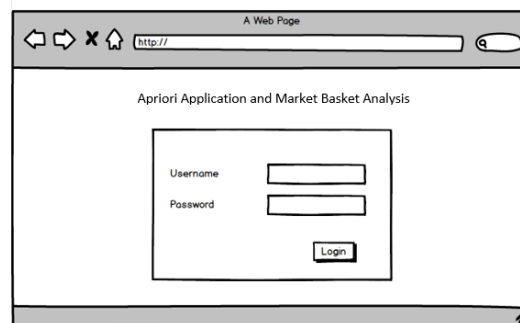 A Web Page
http://
Apriori Application and Market Basket Analysis
Username
Password
Login